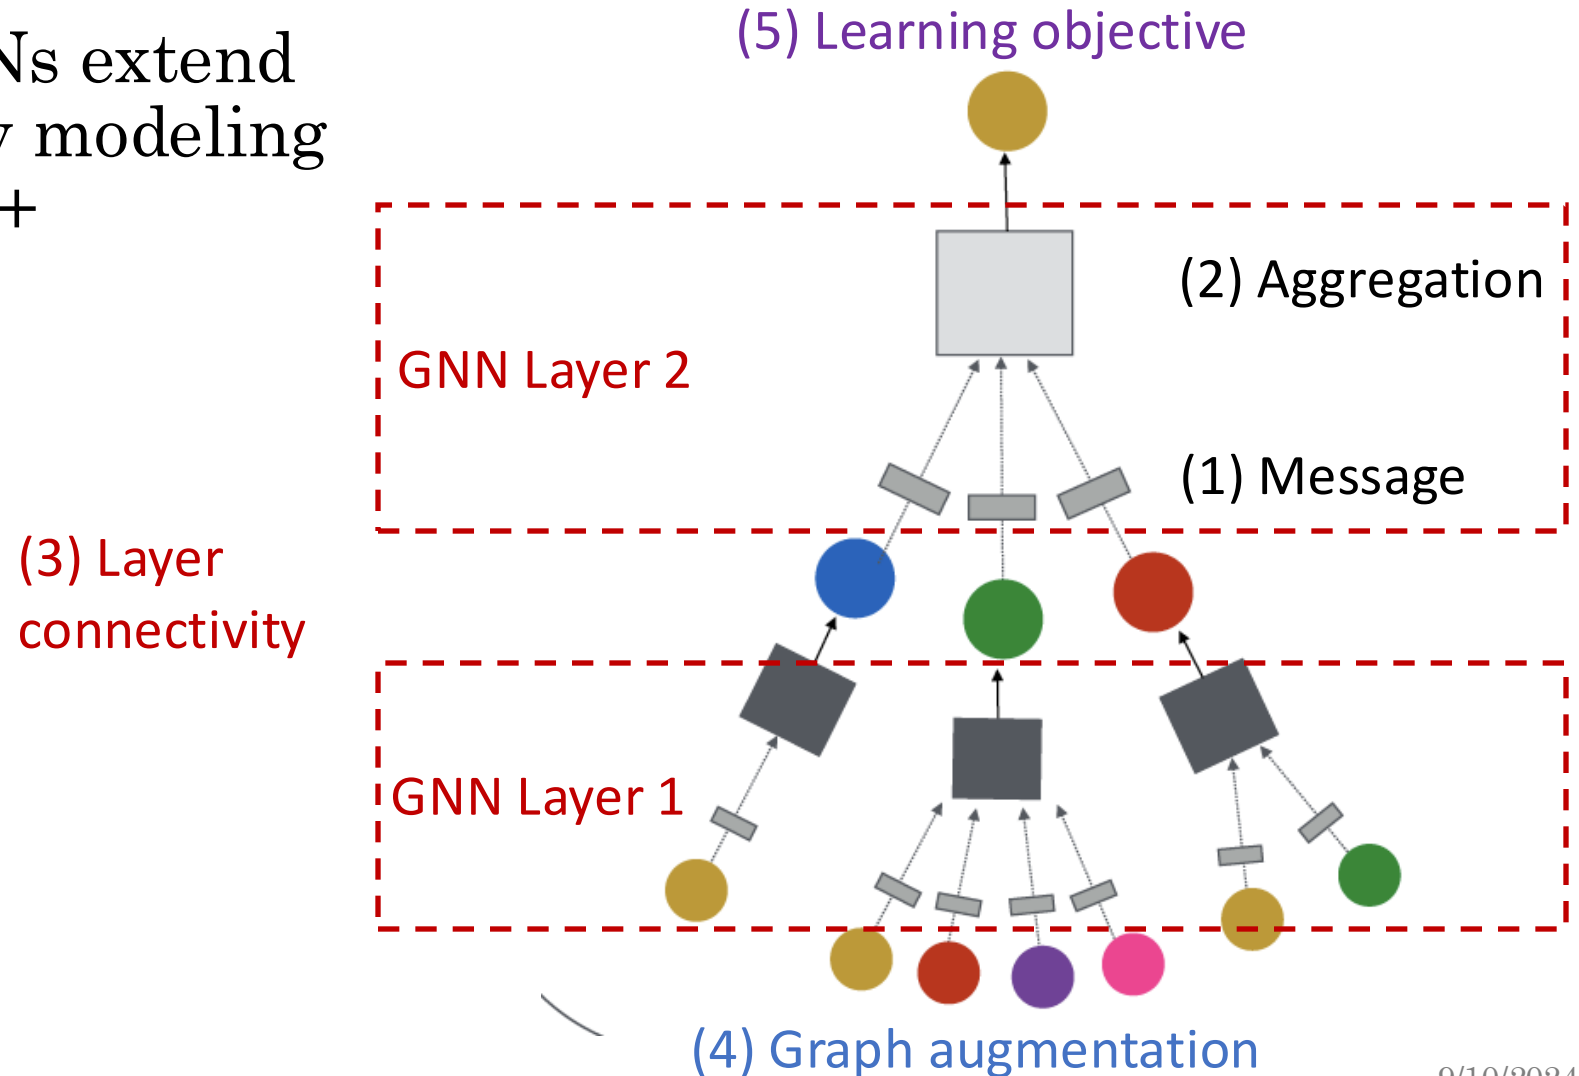 (5) Learning objective
Ns extend
modeling
+
(2) Aggregation
GNN Layer 2
(1) Message
(3) Layer
connectivity
GNN Layer 1
(4) Graph augmentation